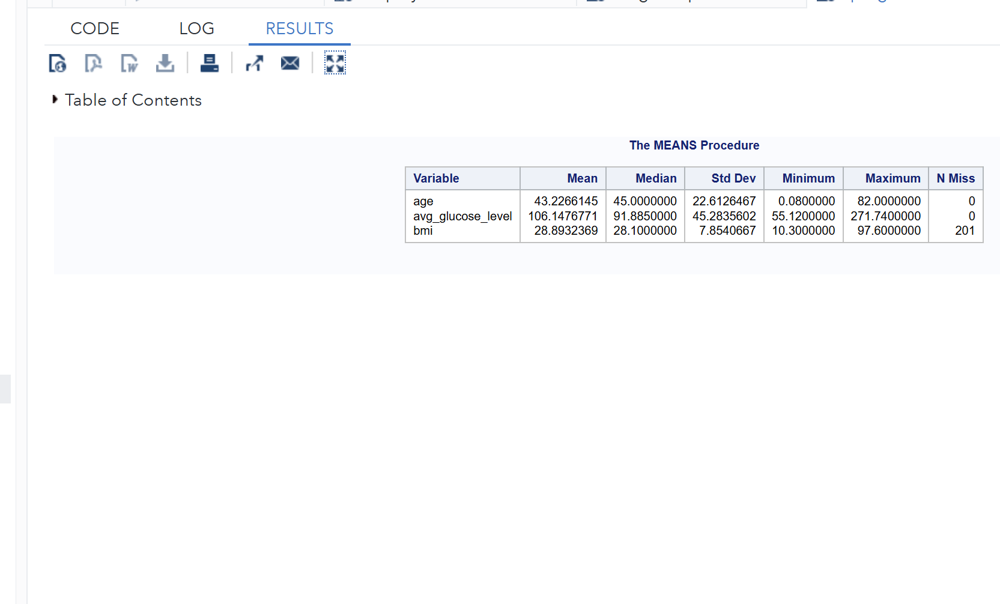 CODE LOG RESULTS
Table of Contents
The MEANS Procedure
Variable Mean Median Std Dev Minimum Maximum N Miss
age 43.2266145 45.0000000 22.6126467 0.0800000 82.0000000 0
avg_glucose_level 106.1476771 91.8850000 45.2835602 55.1200000 271.7400000 0
bmi 28.8932369 28.1000000 7.8540667 10.3000000 97.6000000 201